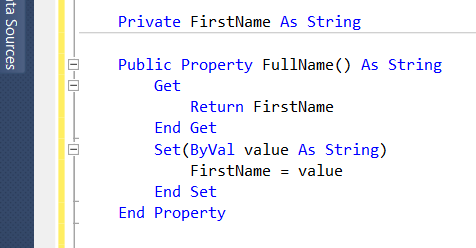 ta Sources
Private FirstName As String
Public Property FullName() As String
Get
Return FirstName
End Get
Set(ByVal value As String)
FirstName = value
End Set
End Property